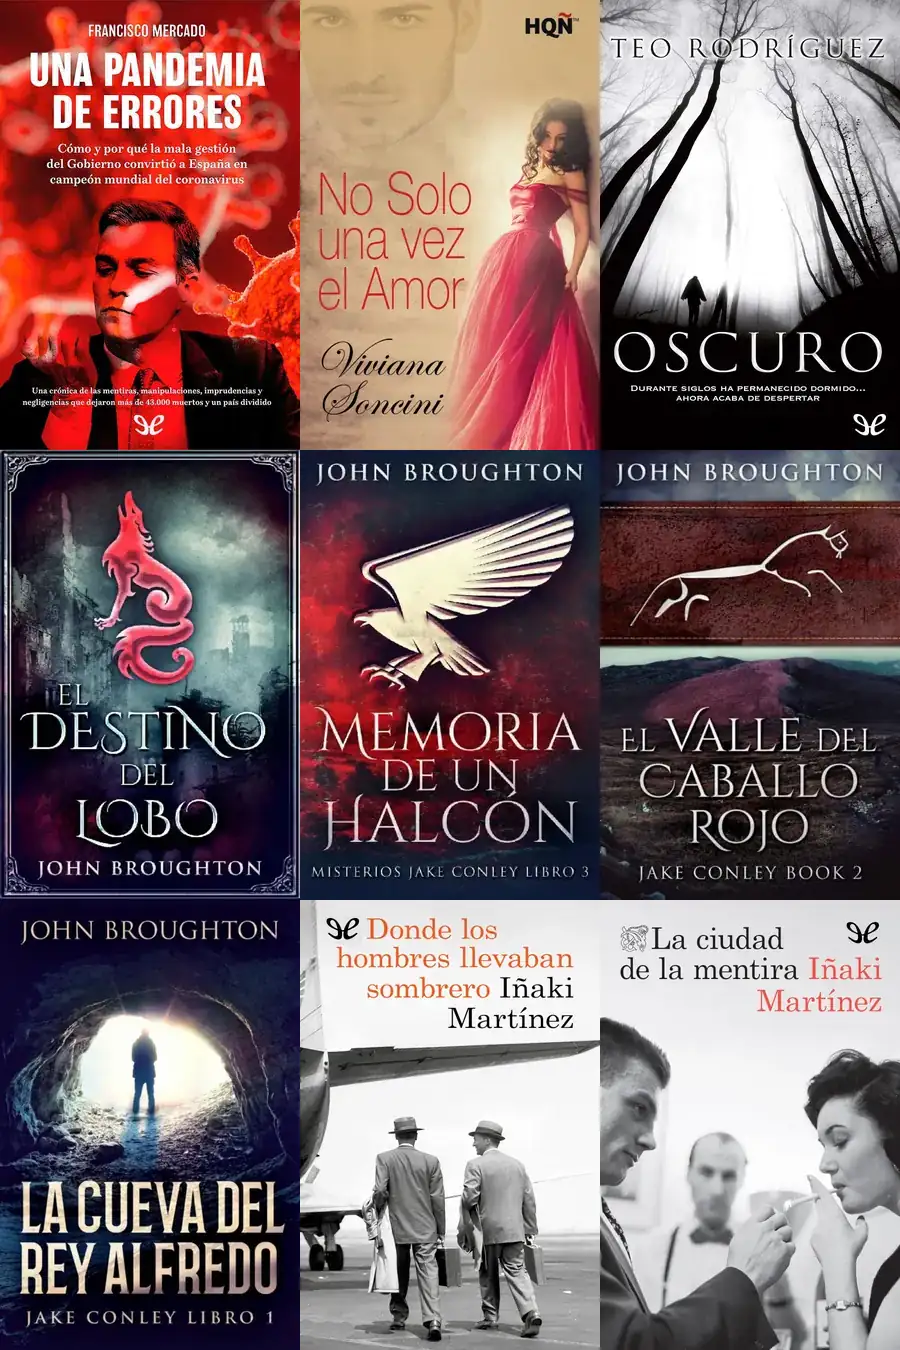 FRANCISCO MERCADO
UNA PANDEMIA
DE ERRORES
Cómo y por qué la mala gestión
del Gobierno convirtió a España en
campeón mundial del coronavirus
Una crónica de las mentiras, manipulaciones, imprudencias y
negligencias que dejaron más de 43.000 muertos y un país dividido
HQÑ™
No Solo
una vez
el Amor
Viviana
Soncini
TEO RODRÍGUEZ
OSCURO
DURANTE SIGLOS HA PERMANECIDO DORMIDO...
AHORA ACABA DE DESPERTAR
EL
DESTINO
DEL
LOBO
JOHN BROUGHTON
JOHN BROUGHTON
MEMORIA
DE UN
HALCÓN
MISTERIOS JAKE CONLEY LIBRO 3
JOHN BROUGHTON
EL VALLE DEL
CABALLO
ROJO
JAKE CONLEY BOOK 2
JOHN BROUGHTON
LA CUEVA DEL
REY ALFREDO
JAKE CONLEY LIBRO 1
Donde los
hombres llevaban
sombrero Iñaki
Martínez
La ciudad
de la mentira Iñaki
Martínez